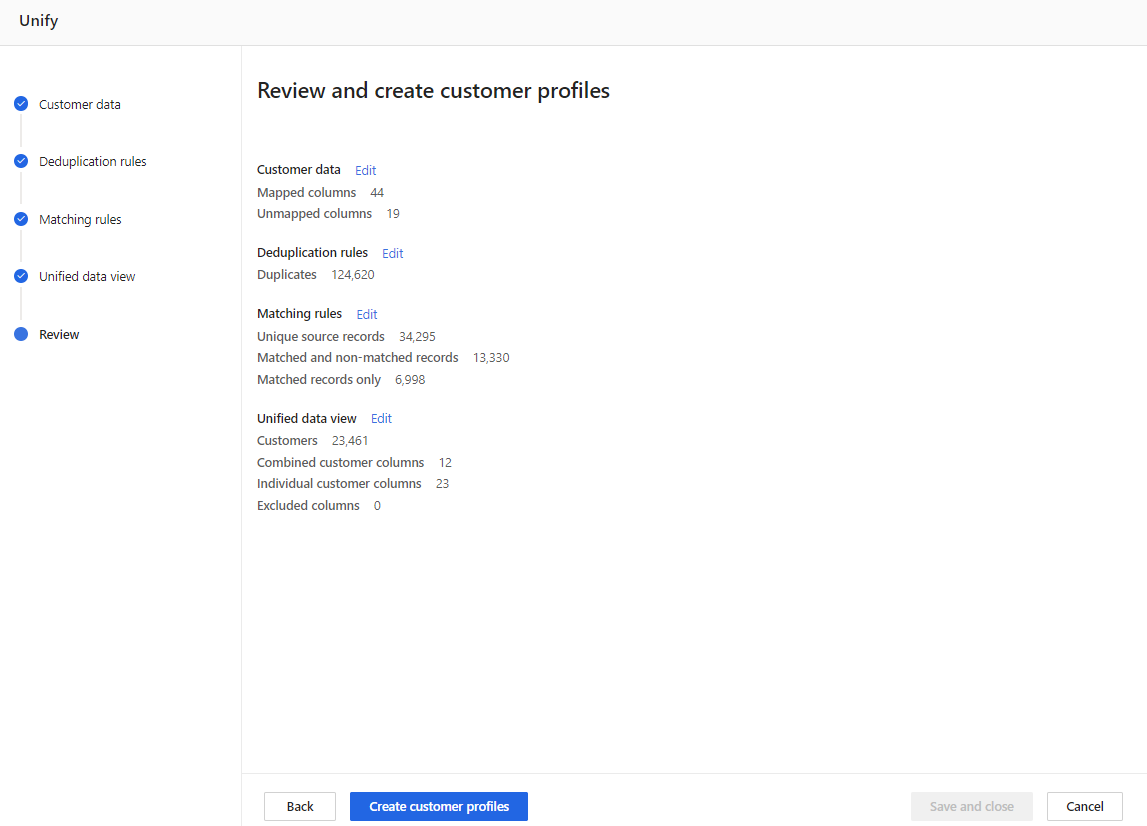 Unify
Customer data
Deduplication rules
Matching rules
Unified data view
Review
Review and create customer profiles
Customer data Edit
Mapped columns 44
Unmapped columns 19
Deduplication rules Edit
Duplicates 124,620
Matching rules Edit
Unique source records 34,295
Matched and non-matched records 13,330
Matched records only 6,998
Unified data view Edit
Customers 23,461
Combined customer columns 12
Individual customer columns 23
Excluded columns 0
Back Create customer profiles Save and close Cancel